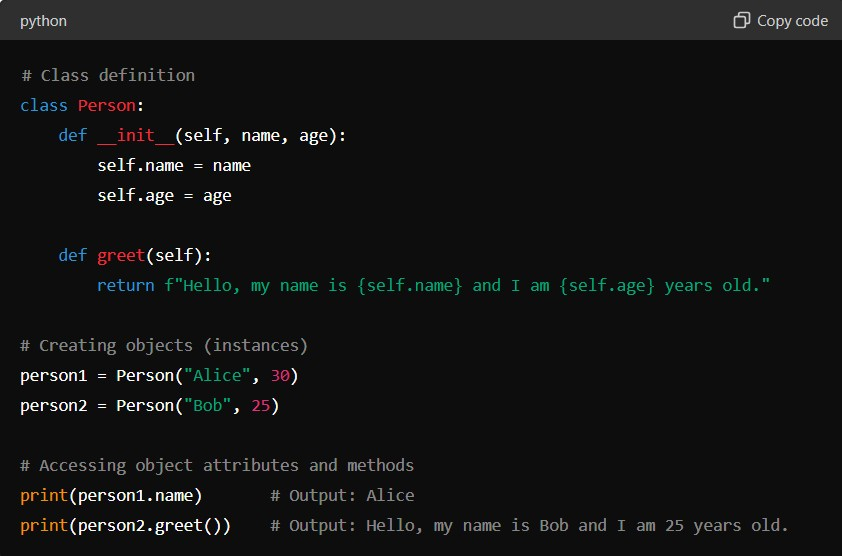 python
Copy code
# Class definition
class Person:
    def __init__(self, name, age):
        self.name = name
        self.age = age
    def greet(self):
        return f"Hello, my name is {self.name} and I am {self.age} years old."
# Creating objects (instances)
person1 = Person("Alice", 30)
person2 = Person("Bob", 25)
# Accessing object attributes and methods
print(person1.name)       # Output: Alice
print(person2.greet())    # Output: Hello, my name is Bob and I am 25 years old.